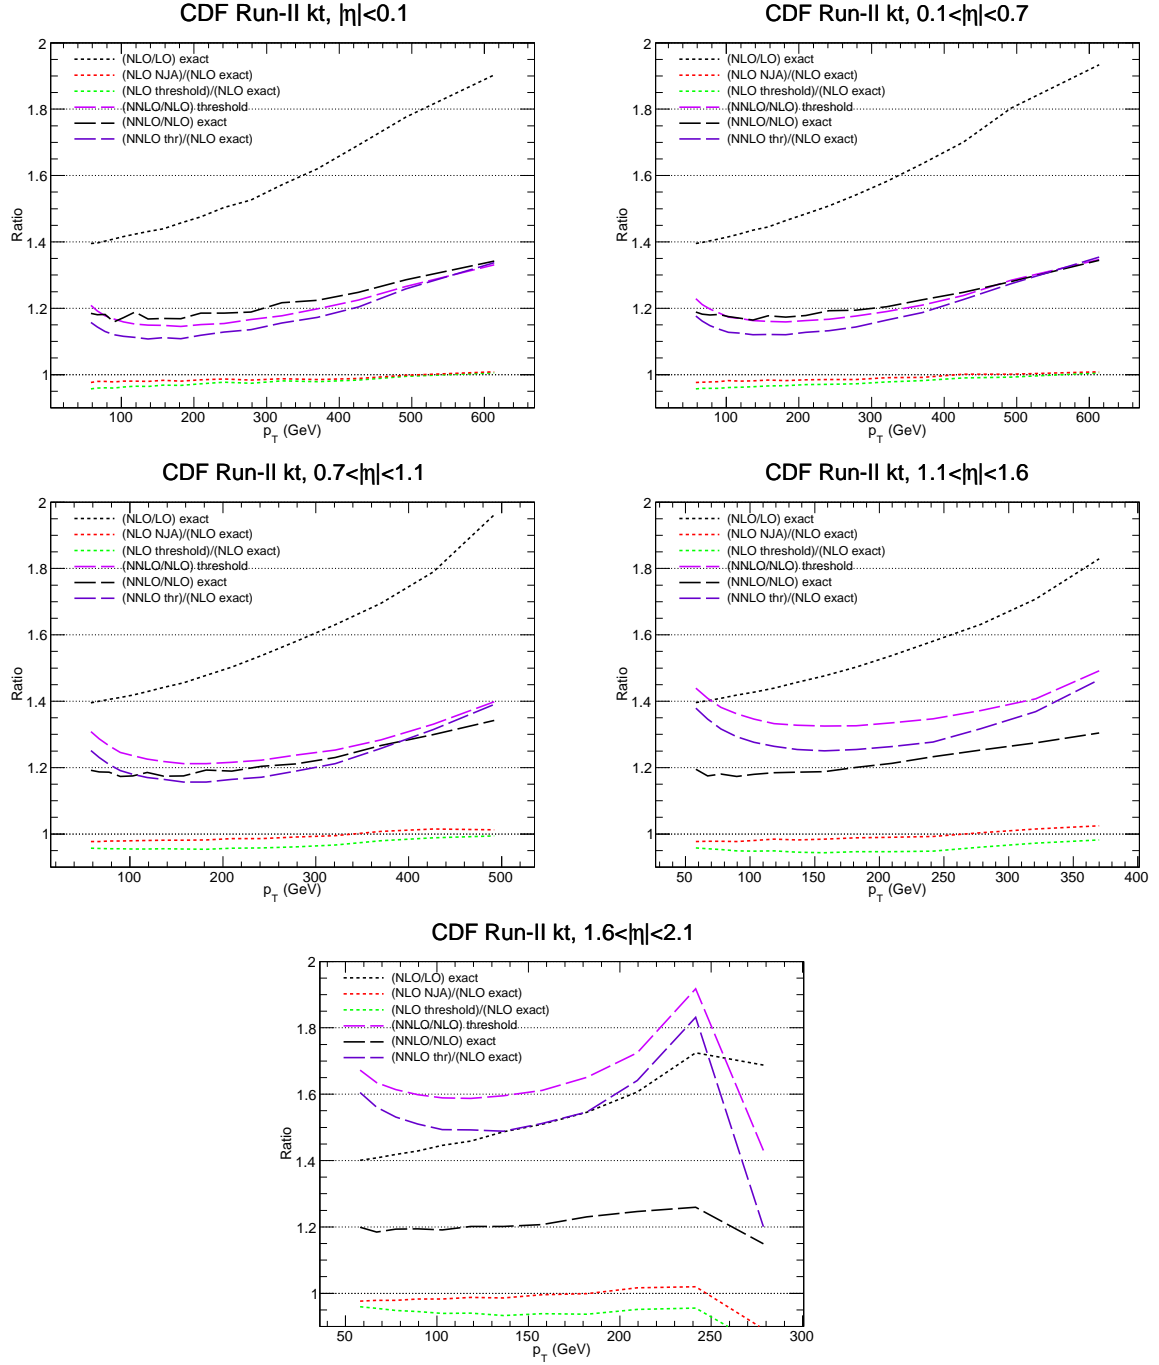 CDF Run-II kt, |η|<0.1
2
1.8
1.6
1.4
1.2
1
Ratio
(NLO/LO) exact
(NLO NJA)/(NLO exact)
(NLO threshold)/(NLO exact)
(NNLO/NLO) threshold
(NNLO/NLO) exact
(NNLO thr)/(NLO exact)
100 200 300 400 500 600
p_T (GeV)
CDF Run-II kt, 0.1<|η|<0.7
2
1.8
1.6
1.4
1.2
1
Ratio
(NLO/LO) exact
(NLO NJA)/(NLO exact)
(NLO threshold)/(NLO exact)
(NNLO/NLO) threshold
(NNLO/NLO) exact
(NNLO thr)/(NLO exact)
100 200 300 400 500 600
p_T (GeV)
CDF Run-II kt, 0.7<|η|<1.1
2
1.8
1.6
1.4
1.2
1
Ratio
(NLO/LO) exact
(NLO NJA)/(NLO exact)
(NLO threshold)/(NLO exact)
(NNLO/NLO) threshold
(NNLO/NLO) exact
(NNLO thr)/(NLO exact)
100 200 300 400 500
p_T (GeV)
CDF Run-II kt, 1.1<|η|<1.6
2
1.8
1.6
1.4
1.2
1
Ratio
(NLO/LO) exact
(NLO NJA)/(NLO exact)
(NLO threshold)/(NLO exact)
(NNLO/NLO) threshold
(NNLO/NLO) exact
(NNLO thr)/(NLO exact)
50 100 150 200 250 300 350 400
p_T (GeV)
CDF Run-II kt, 1.6<|η|<2.1
2
1.8
1.6
1.4
1.2
1
Ratio
(NLO/LO) exact
(NLO NJA)/(NLO exact)
(NLO threshold)/(NLO exact)
(NNLO/NLO) threshold
(NNLO/NLO) exact
(NNLO thr)/(NLO exact)
50 100 150 200 250 300
p_T (GeV)